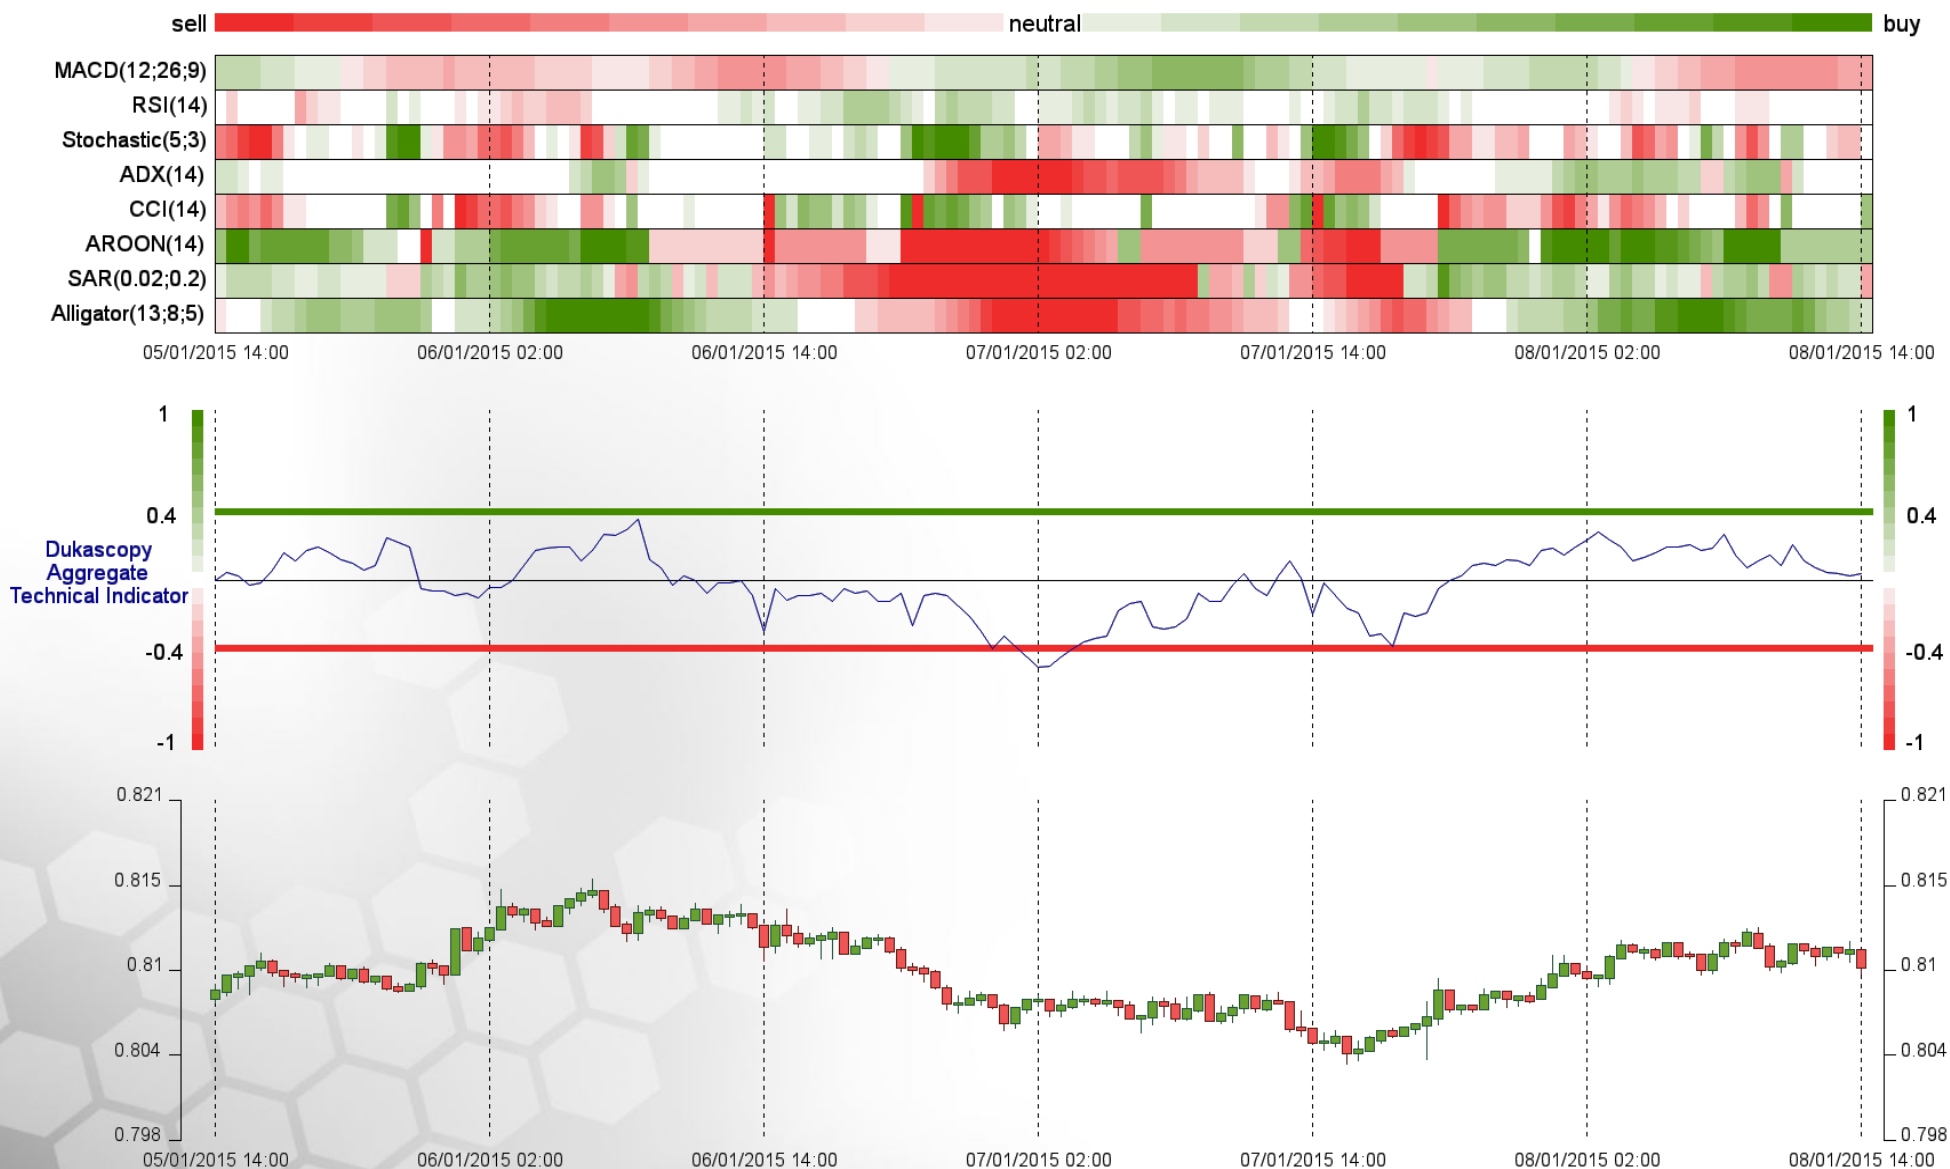 sell neutral buy
MACD(12;26;9)
RSI(14)
Stochastic(5;3)
ADX(14)
CCI(14)
AROON(14)
SAR(0.02;0.2)
Alligator(13;8;5)
05/01/2015 14:00 06/01/2015 02:00 06/01/2015 14:00 07/01/2015 02:00 07/01/2015 14:00 08/01/2015 02:00 08/01/2015 14:00
1 1
0.4 0.4
Dukascopy
Aggregate
Technical Indicator
-0.4 -0.4
-1 -1
0.821 0.821
0.815 0.815
0.81 0.81
0.804 0.804
0.798 0.798
05/01/2015 14:00 06/01/2015 02:00 06/01/2015 14:00 07/01/2015 02:00 07/01/2015 14:00 08/01/2015 02:00 08/01/2015 14:00